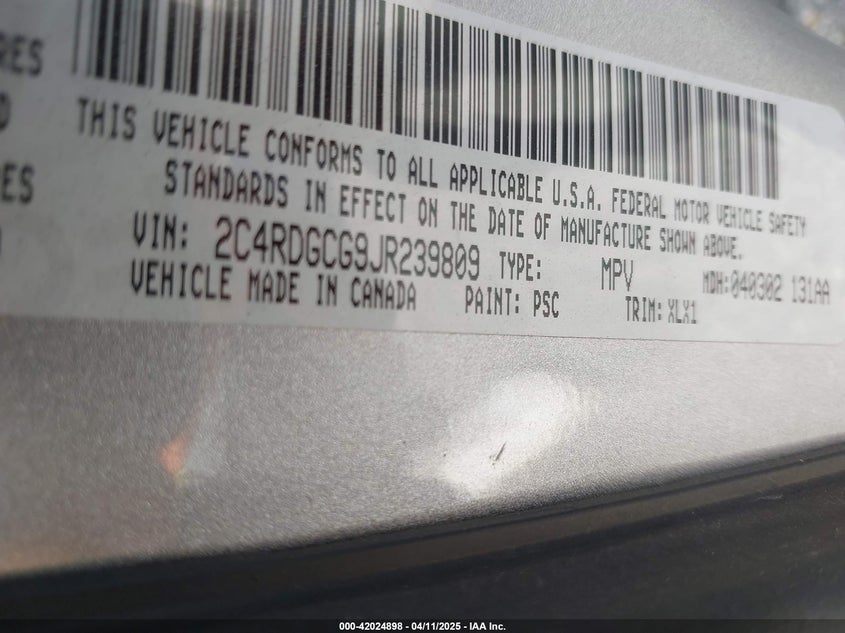 RES
THIS VEHICLE CONFORMS TO ALL APPLICABLE U.S.A. FEDERAL MOTOR VEHICLE SAFETY
ES
STANDARDS IN EFFECT ON THE DATE OF MANUFACTURE SHOWN ABOVE.
VIN: 2C4RDGCG9JR239809 TYPE: MPV MDH:040302 131AA
VEHICLE MADE IN CANADA PAINT: PSC TRIM: XLX1
000-42024898 - 04/11/2025 - IAA Inc.